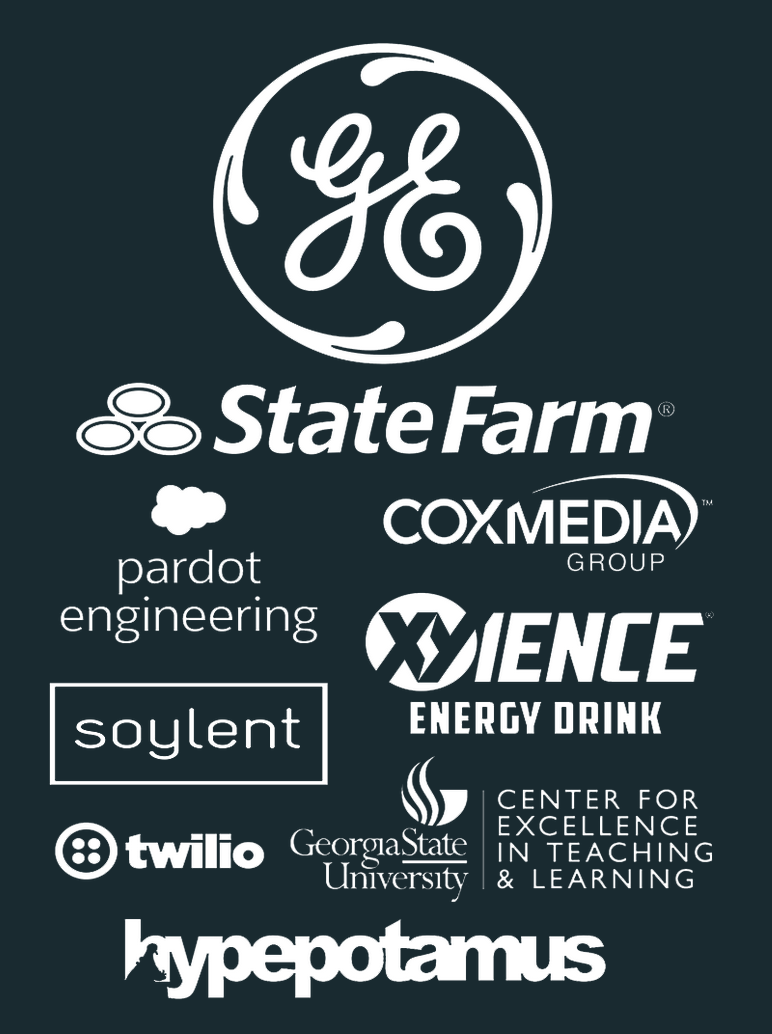 GE
StateFarm®
pardot
engineering
COXMEDIA™
GROUP
XYIENCE®
ENERGY DRINK
soylent
twilio
GeorgiaState
University
CENTER FOR
EXCELLENCE
IN TEACHING
& LEARNING
hypepotamus